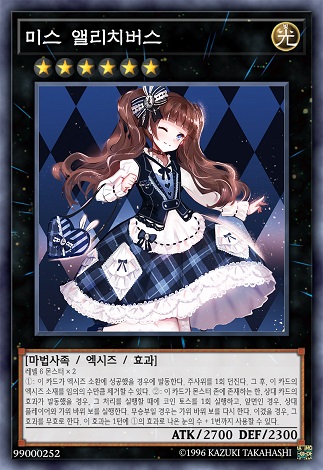 미스 앨리치버스
光
[마법사족 / 엑시즈 / 효과]
레벨 6 몬스터 × 2
①: 이 카드가 엑시즈 소환에 성공했을 경우에 발동한다. 주사위를 1회 던진다. 그 후, 이 카드의
엑시즈 소재를 임의의 수만큼 제거할 수 있다. ②: 이 카드가 몬스터 존에 존재하는 한, 상대 카드의
효과가 발동했을 경우, 그 처리를 실행할 때에 코인 토스를 1회 실행하고, 앞면인 경우, 상대
플레이어와 가위 바위 보를 실행한다. 무승부일 경우는 가위 바위 보를 다시 한다. 이겼을 경우, 그
효과를 무효로 한다. 이 효과는 1턴에 ①의 효과로 나온 눈의 수 + 1번까지 사용할 수 있다.
ATK/2700 DEF/2300
99000252
©1996 KAZUKI TAKAHASHI